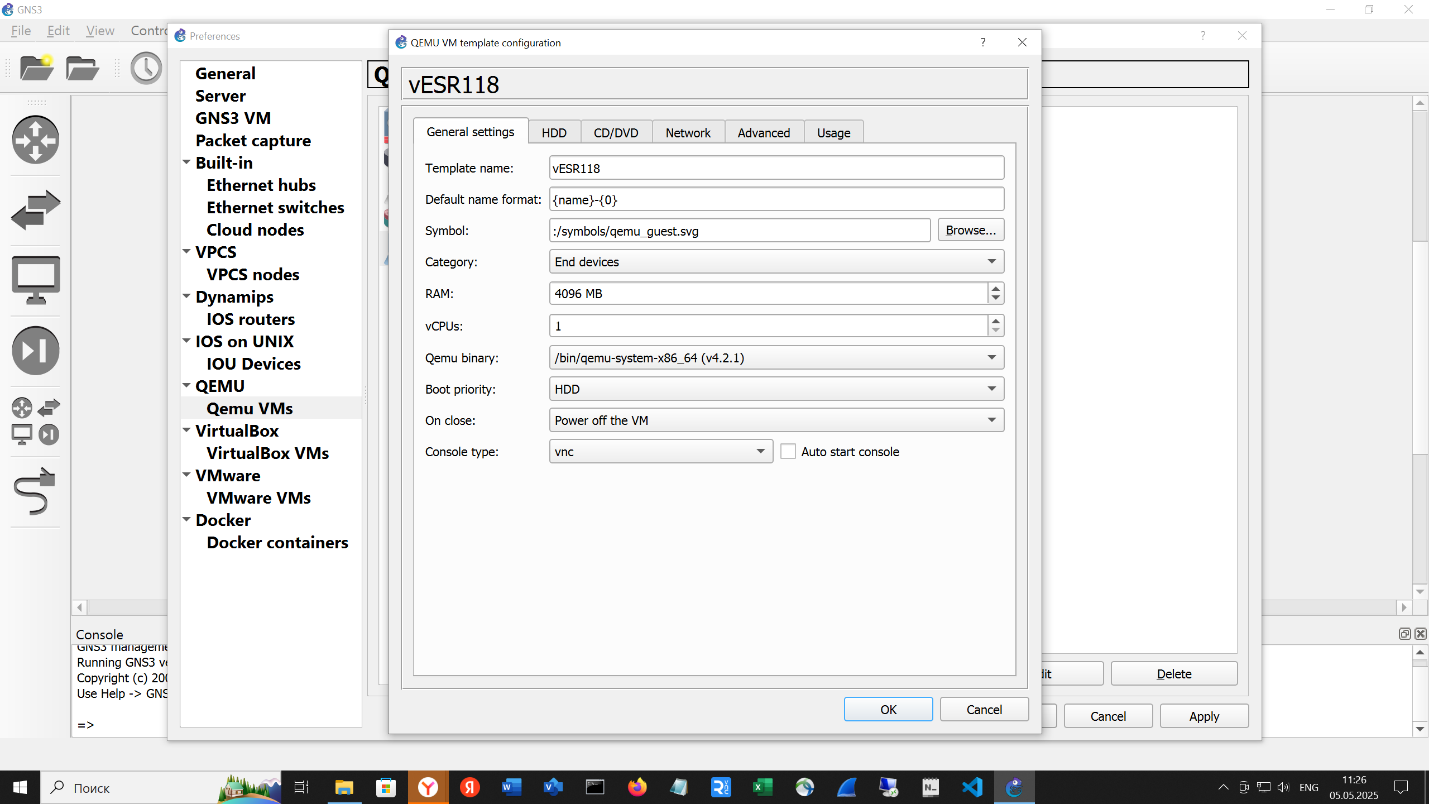 GNS3
File Edit View Contro
Preferences
General
Server
GNS3 VM
Packet capture
Built-in
Ethernet hubs
Ethernet switches
Cloud nodes
VPCS
VPCS nodes
Dynamips
IOS routers
IOS on UNIX
IOU Devices
QEMU
Qemu VMs
VirtualBox
VirtualBox VMs
VMware
VMware VMs
Docker
Docker containers
QEMU VM template configuration
vESR118
General settings HDD CD/DVD Network Advanced Usage
Template name: vESR118
Default name format: {name}-{0}
Symbol: :/symbols/qemu_guest.svg Browse...
Category: End devices
RAM: 4096 MB
vCPUs: 1
Qemu binary: /bin/qemu-system-x86_64 (v4.2.1)
Boot priority: HDD
On close: Power off the VM
Console type: vnc Auto start console
OK Cancel
dit Delete
Cancel Apply
Console
GNS3 manageme
Running GNS3 ve
Copyright (c) 200
Use Help -> GNS
=>
Поиск
ENG
11:26
05.05.2025